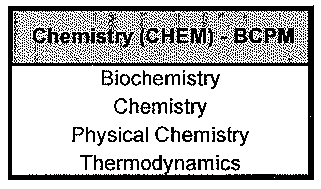 Chemistry (CHEM) - BCPM
Biochemistry
Chemistry
Physical Chemistry
Thermodynamics